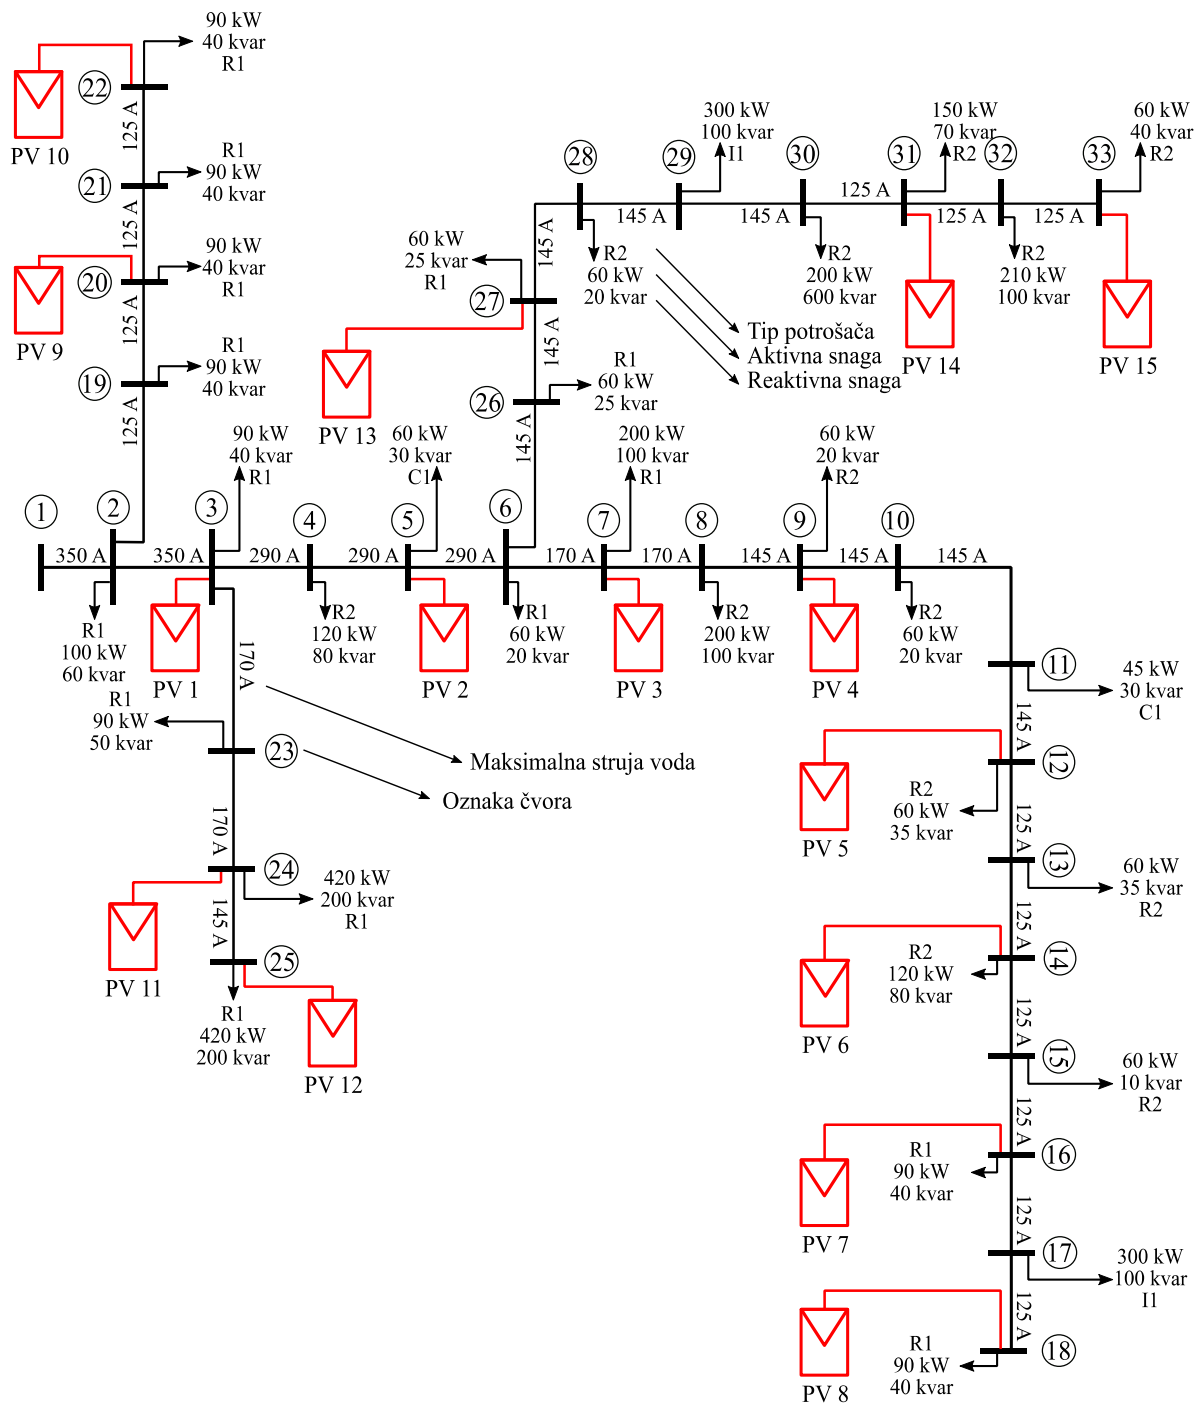 90 kW
40 kvar
R1
22
125 A
PV 10
R1
90 kW
40 kvar
21
125 A
90 kW
40 kvar
R1
20
PV 9
125 A
R1
90 kW
40 kvar
19
125 A
28
300 kW
100 kvar
I1
29
30
150 kW
70 kvar
R2
31
32
60 kW
40 kvar
R2
33
145 A
145 A
125 A
125 A
125 A
R2
60 kW
20 kvar
R2
200 kW
600 kvar
R2
210 kW
100 kvar
PV 14
PV 15
Tip potrošača
Aktivna snaga
Reaktivna snaga
60 kW
25 kvar
R1
27
145 A
145 A
PV 13
R1
60 kW
25 kvar
26
145 A
1
2
90 kW
40 kvar
R1
3
4
60 kW
30 kvar
C1
5
6
200 kW
100 kvar
R1
7
8
60 kW
20 kvar
R2
9
10
350 A
350 A
290 A
290 A
290 A
170 A
170 A
145 A
145 A
145 A
R1
100 kW
60 kvar
PV 1
R2
120 kW
80 kvar
PV 2
R1
60 kW
20 kvar
PV 3
R2
200 kW
100 kvar
PV 4
R2
60 kW
20 kvar
170 A
R1
90 kW
50 kvar
23
Maksimalna struja voda
Oznaka čvora
170 A
24
420 kW
200 kvar
R1
PV 11
145 A
25
R1
420 kW
200 kvar
PV 12
11
45 kW
30 kvar
C1
145 A
12
R2
60 kW
35 kvar
PV 5
125 A
13
60 kW
35 kvar
R2
125 A
14
R2
120 kW
80 kvar
PV 6
125 A
15
60 kW
10 kvar
R2
125 A
16
R1
90 kW
40 kvar
PV 7
125 A
17
300 kW
100 kvar
I1
125 A
18
R1
90 kW
40 kvar
PV 8